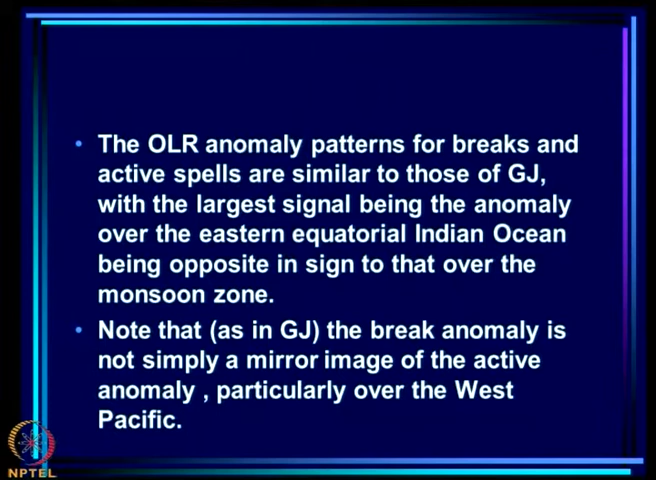 • The OLR anomaly patterns for breaks and
active spells are similar to those of GJ,
with the largest signal being the anomaly
over the eastern equatorial Indian Ocean
being opposite in sign to that over the
monsoon zone.
• Note that (as in GJ) the break anomaly is
not simply a mirror image of the active
anomaly , particularly over the West
Pacific.
NPTEL